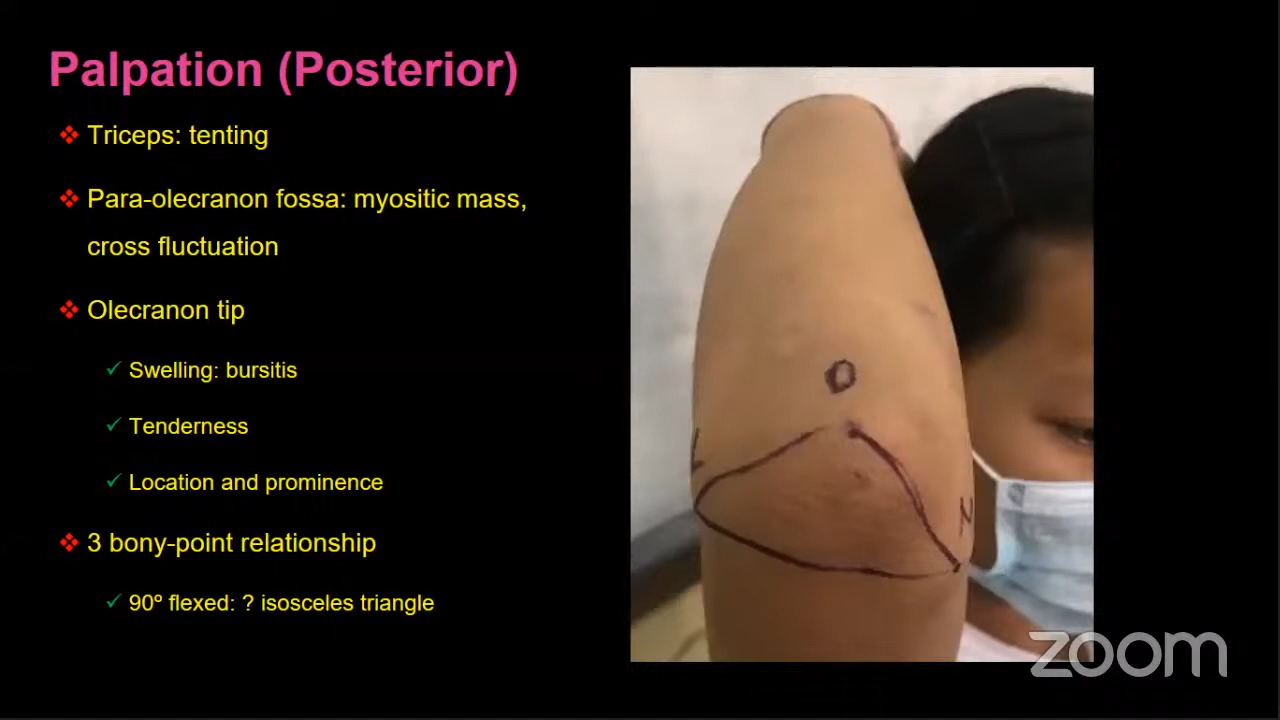 Palpation (Posterior)
❖ Triceps: tenting
❖ Para-olecranon fossa: myositic mass,
cross fluctuation
❖ Olecranon tip
✓ Swelling: bursitis
✓ Tenderness
✓ Location and prominence
❖ 3 bony-point relationship
✓ 90º flexed: ? isosceles triangle
O
L
zoom